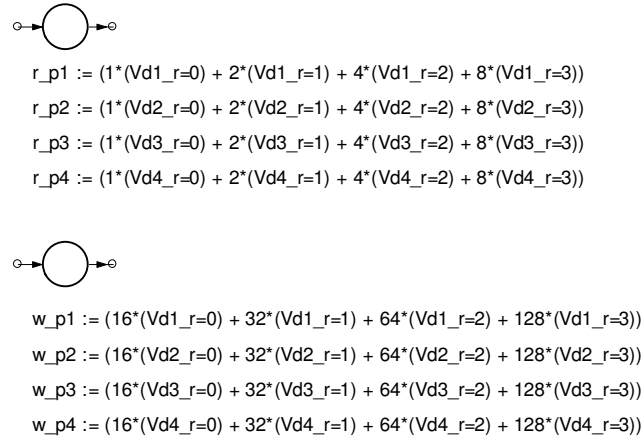 r_p1 := (1*(Vd1_r=0) + 2*(Vd1_r=1) + 4*(Vd1_r=2) + 8*(Vd1_r=3))
r_p2 := (1*(Vd2_r=0) + 2*(Vd2_r=1) + 4*(Vd2_r=2) + 8*(Vd2_r=3))
r_p3 := (1*(Vd3_r=0) + 2*(Vd3_r=1) + 4*(Vd3_r=2) + 8*(Vd3_r=3))
r_p4 := (1*(Vd4_r=0) + 2*(Vd4_r=1) + 4*(Vd4_r=2) + 8*(Vd4_r=3))
w_p1 := (16*(Vd1_r=0) + 32*(Vd1_r=1) + 64*(Vd1_r=2) + 128*(Vd1_r=3))
w_p2 := (16*(Vd2_r=0) + 32*(Vd2_r=1) + 64*(Vd2_r=2) + 128*(Vd2_r=3))
w_p3 := (16*(Vd3_r=0) + 32*(Vd3_r=1) + 64*(Vd3_r=2) + 128*(Vd3_r=3))
w_p4 := (16*(Vd4_r=0) + 32*(Vd4_r=1) + 64*(Vd4_r=2) + 128*(Vd4_r=3))